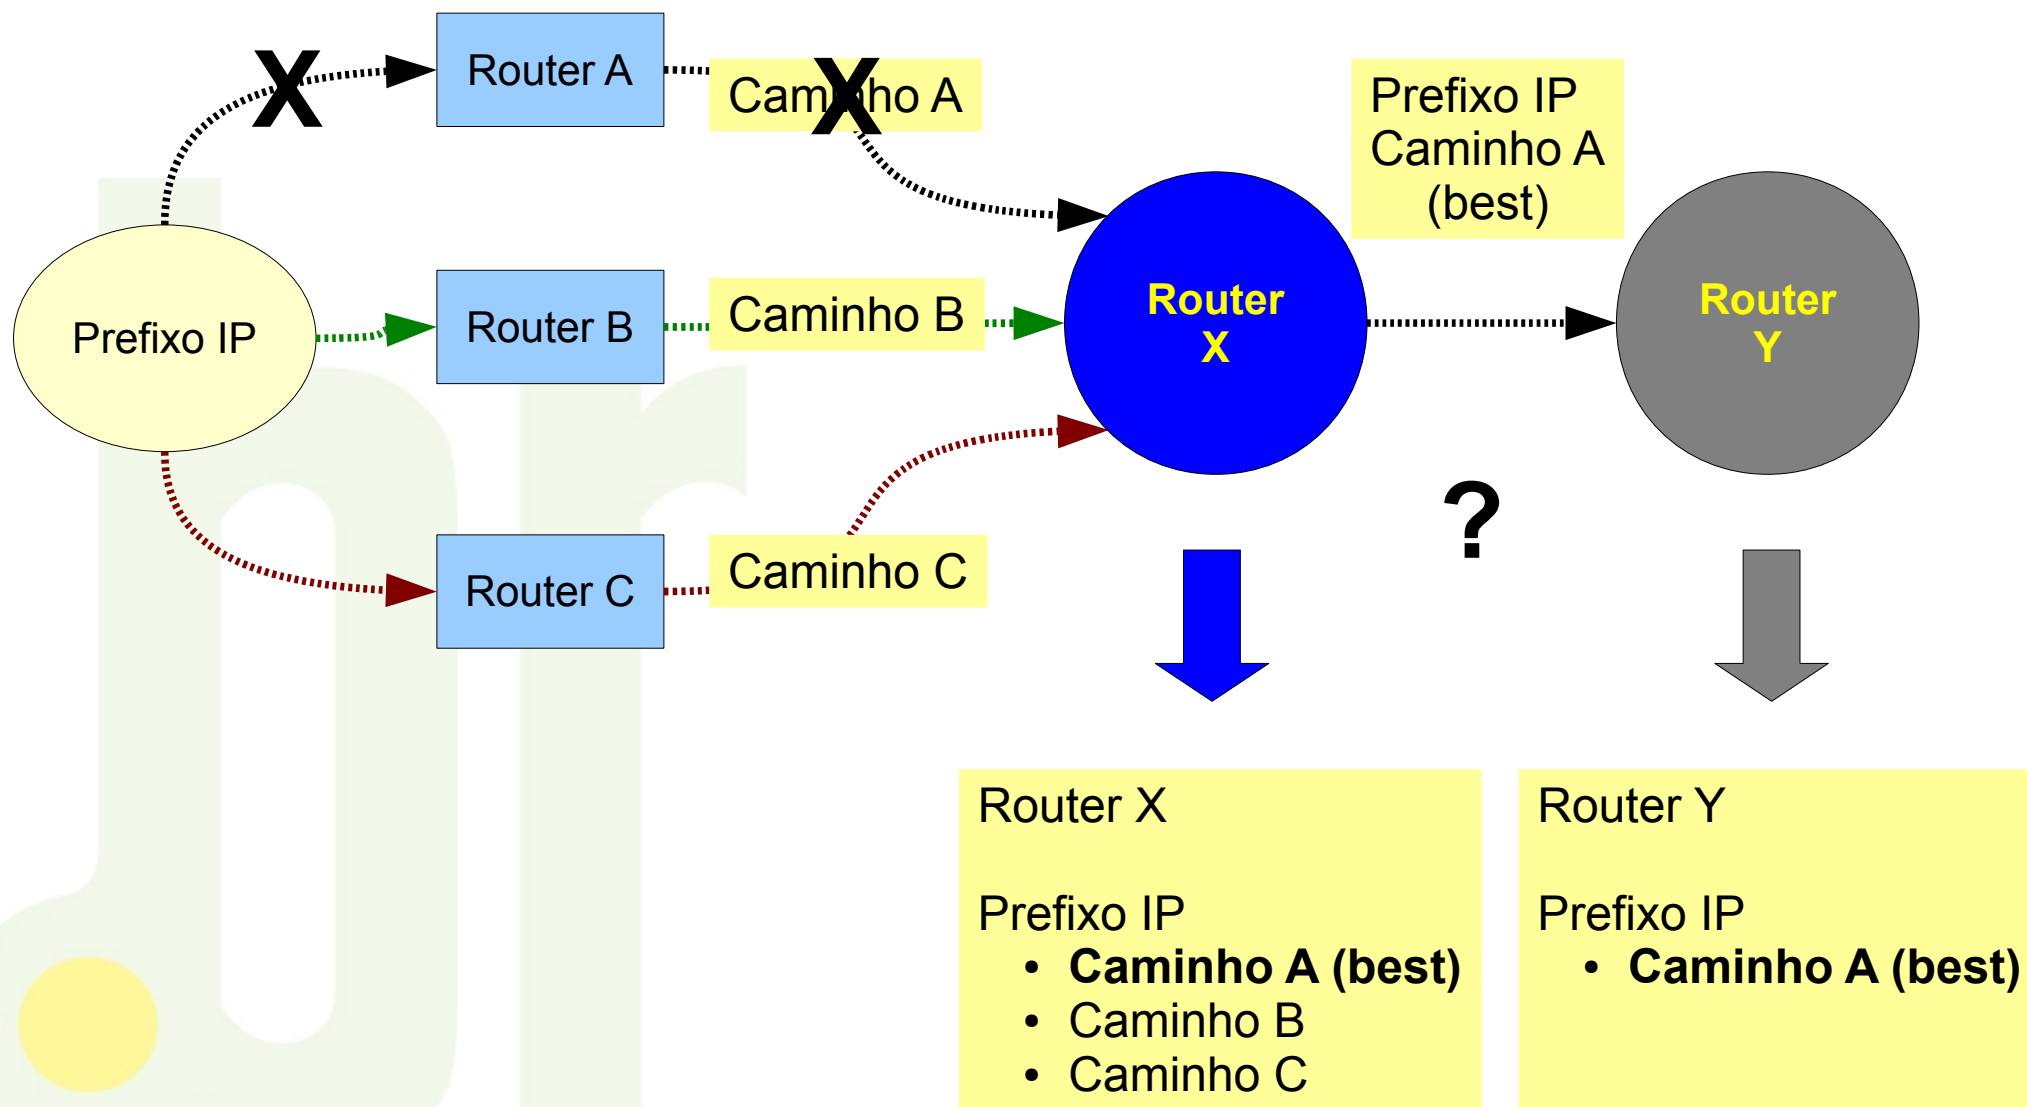 X
Router A
Caminho A
X
Prefixo IP
Caminho A
(best)
Prefixo IP
Router B
Caminho B
Router
X
Router
Y
Router C
Caminho C
?
Router X
Prefixo IP
• Caminho A (best)
• Caminho B
• Caminho C
Router Y
Prefixo IP
• Caminho A (best)
br